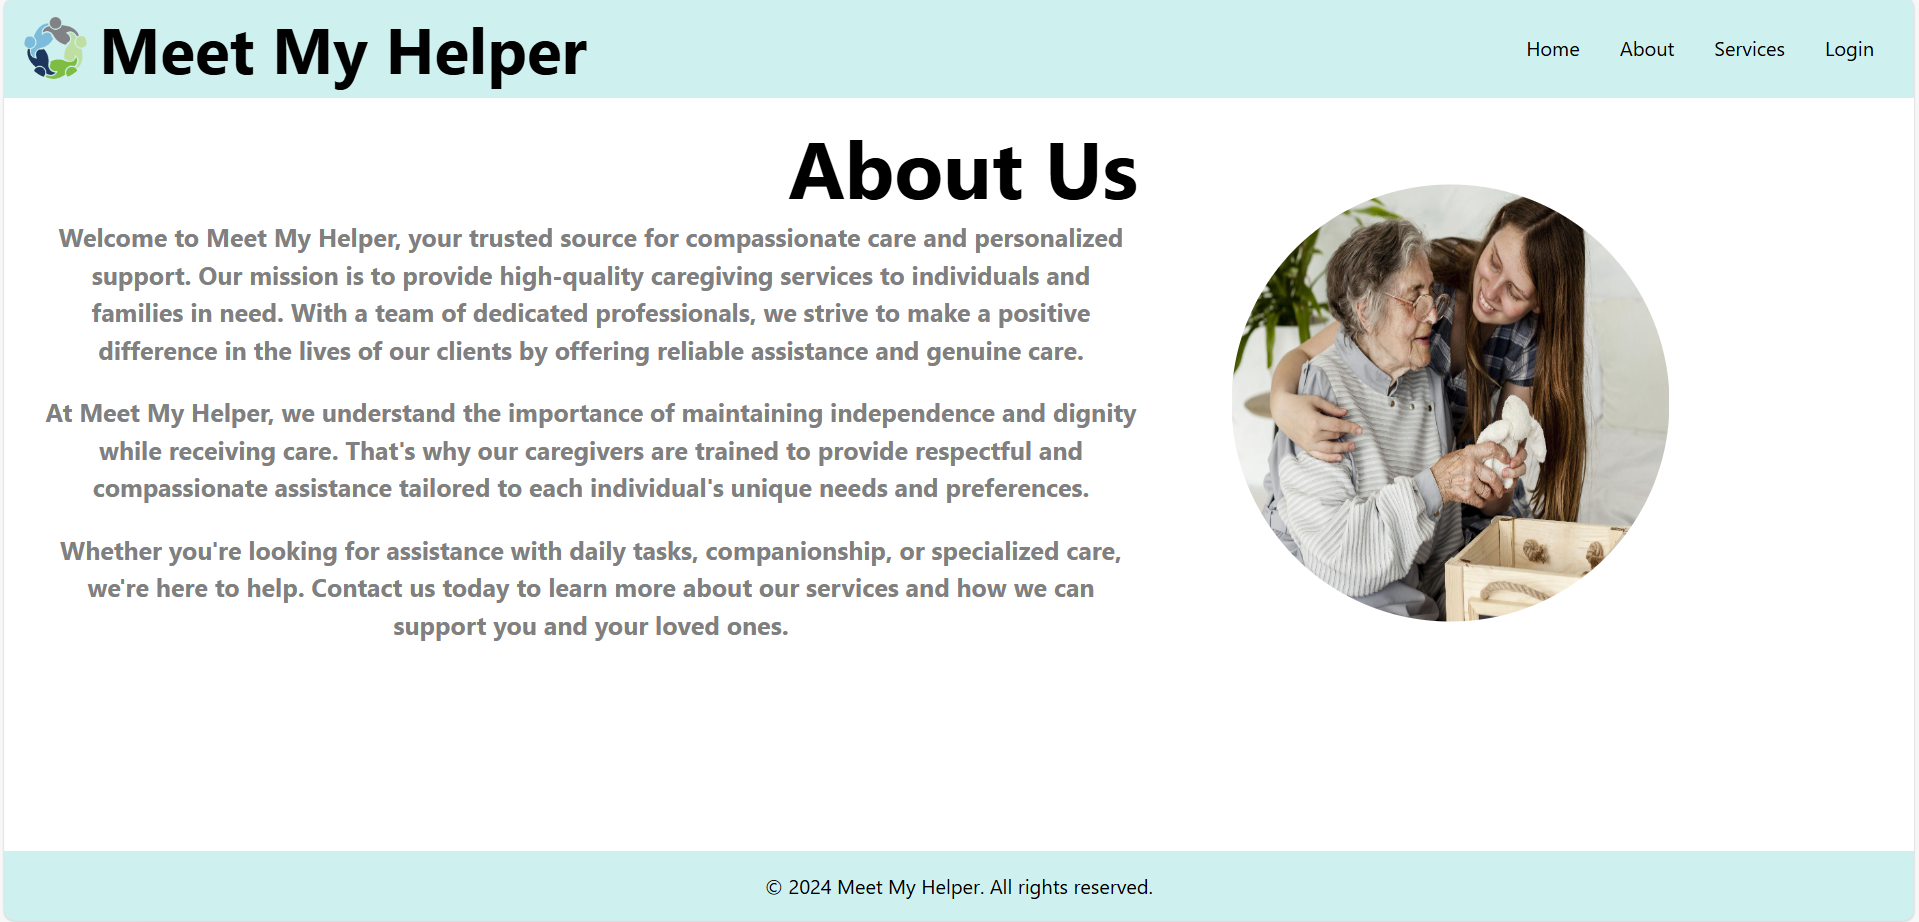 Meet My Helper
Home
About
Services
Login
About Us
Welcome to Meet My Helper, your trusted source for compassionate care and personalized
support. Our mission is to provide high-quality caregiving services to individuals and
families in need. With a team of dedicated professionals, we strive to make a positive
difference in the lives of our clients by offering reliable assistance and genuine care.
At Meet My Helper, we understand the importance of maintaining independence and dignity
while receiving care. That's why our caregivers are trained to provide respectful and
compassionate assistance tailored to each individual's unique needs and preferences.
Whether you're looking for assistance with daily tasks, companionship, or specialized care,
we're here to help. Contact us today to learn more about our services and how we can
support you and your loved ones.
© 2024 Meet My Helper. All rights reserved.